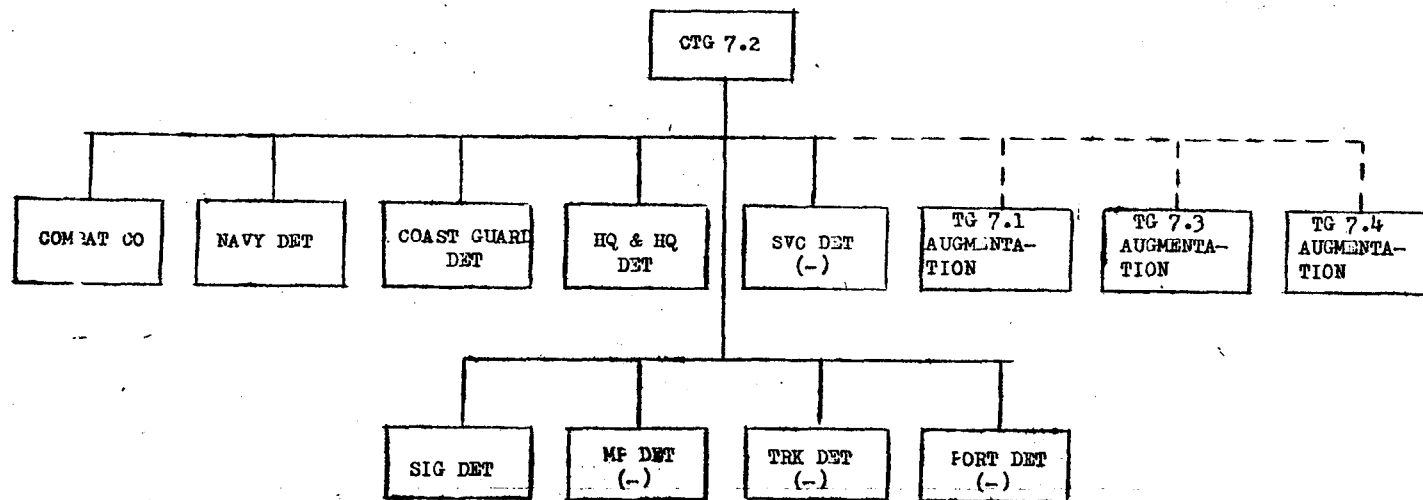 CTG 7.2
COMBAT CO
NAVY DET
COAST GUARD
DET
HQ & HQ
DET
SVC DET
(-)
TG 7.1
AUGMENTA-
TION
TG 7.3
AUGMENTA-
TION
TG 7.4
AUGMENTA-
TION
SIG DET
MP DET
(-)
TRK DET
(-)
PORT DET
(-)